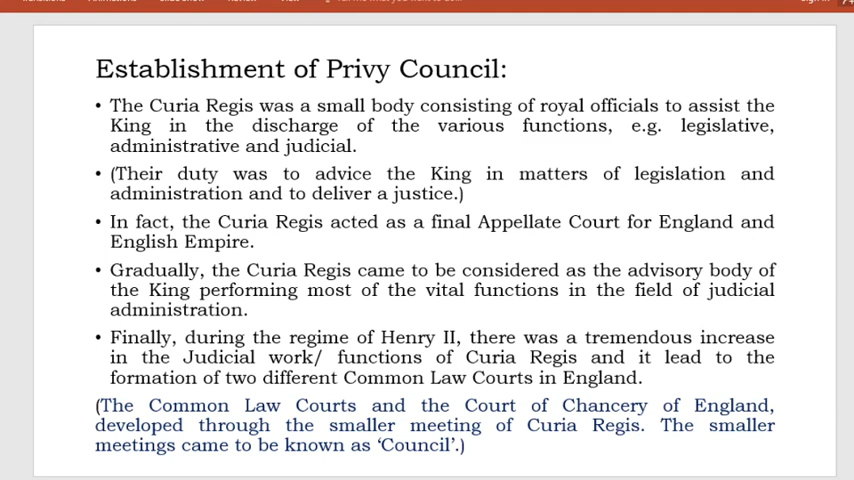 Establishment of Privy Council:
• The Curia Regis was a small body consisting of royal officials to assist the
King in the discharge of the various functions, e.g. legislative,
administrative and judicial.
• (Their duty was to advice the King in matters of legislation and
administration and to deliver a justice.)
• In fact, the Curia Regis acted as a final Appellate Court for England and
English Empire.
• Gradually, the Curia Regis came to be considered as the advisory body of
the King performing most of the vital functions in the field of judicial
administration.
• Finally, during the regime of Henry II, there was a tremendous increase
in the Judicial work/ functions of Curia Regis and it lead to the
formation of two different Common Law Courts in England.
(The Common Law Courts and the Court of Chancery of England,
developed through the smaller meeting of Curia Regis. The smaller
meetings came to be known as ‘Council’.)